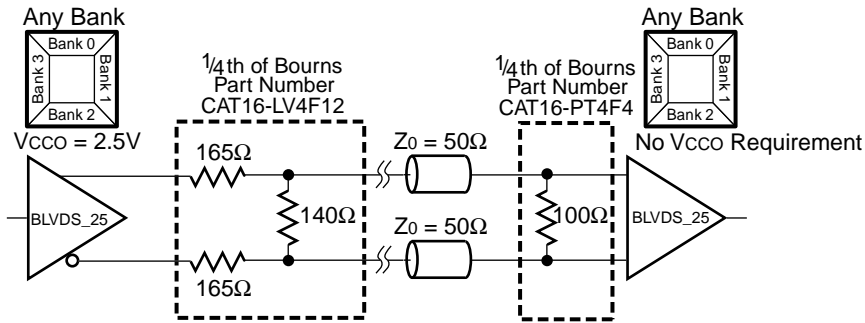 Any Bank
Bank 0
Bank 3
Bank 1
Bank 2
VCCO = 2.5V
1/4th of Bourns
Part Number
CAT16-LV4F12
1/4th of Bourns
Part Number
CAT16-PT4F4
Any Bank
Bank 0
Bank 3
Bank 1
Bank 2
No VCCO Requirement
165Ω
Z0 = 50Ω
BLVDS_25
140Ω
100Ω
BLVDS_25
Z0 = 50Ω
165Ω